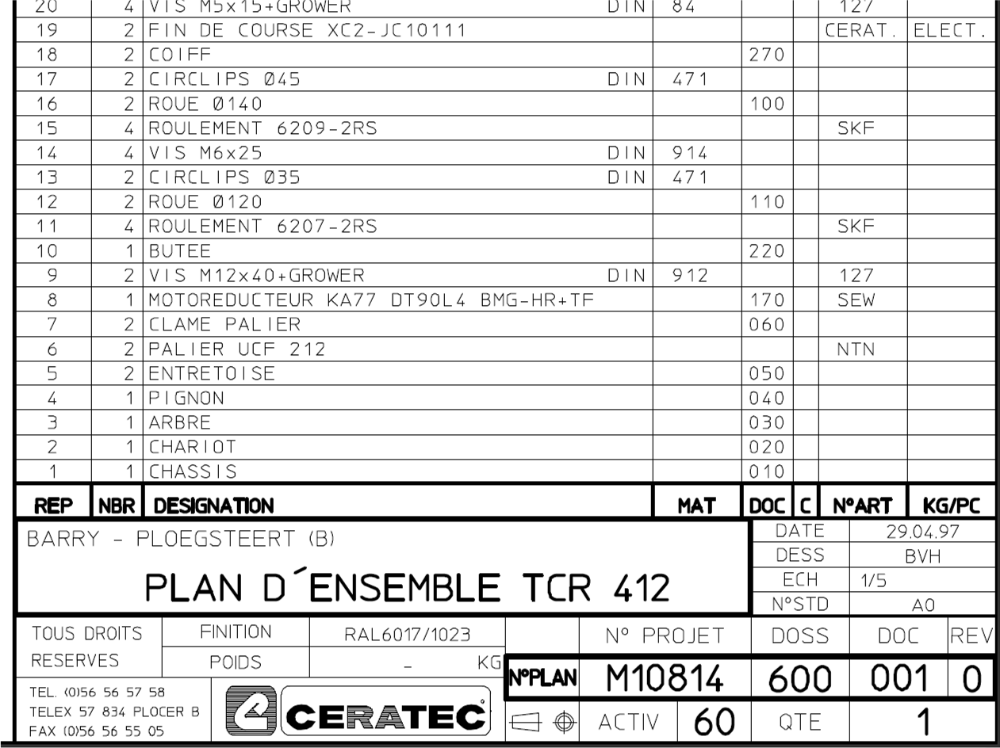 20 4 VIS M5x15+GROWER DIN 84 127
19 2 FIN DE COURSE XC2-JC10111 CERAT. ELECT.
18 2 COIFF 270
17 2 CIRCLIPS Ø45 DIN 471
16 2 ROUE Ø140 100
15 4 ROULEMENT 6209-2RS SKF
14 4 VIS M6x25 DIN 914
13 2 CIRCLIPS Ø35 DIN 471
12 2 ROUE Ø120 110
11 4 ROULEMENT 6207-2RS SKF
10 1 BUTEE 220
9 2 VIS M12x40+GROWER DIN 912 127
8 1 MOTOREDUCTEUR KA77 DT90L4 BMG-HR+TF 170 SEW
7 2 CLAME PALIER 060
6 2 PALIER UCF 212 NTN
5 2 ENTRETOISE 050
4 1 PIGNON 040
3 1 ARBRE 030
2 1 CHARIOT 020
1 1 CHASSIS 010
REP NBR DESIGNATION MAT DOC C N°ART KG/PC
BARRY - PLOEGSTEERT (B)
PLAN D´ENSEMBLE TCR 412
DATE 29.04.97
DESS BVH
ECH 1/5
N°STD A0
TOUS DROITS RESERVES
FINITION RAL6017/1023
POIDS _ KG
N° PROJET DOSS DOC REV
N°PLAN M10814 600 001 0
TEL. (0)56 56 57 58
TELEX 57 834 PLOCER B
FAX (0)56 56 55 05
CERATEC
ACTIV 60 QTE 1